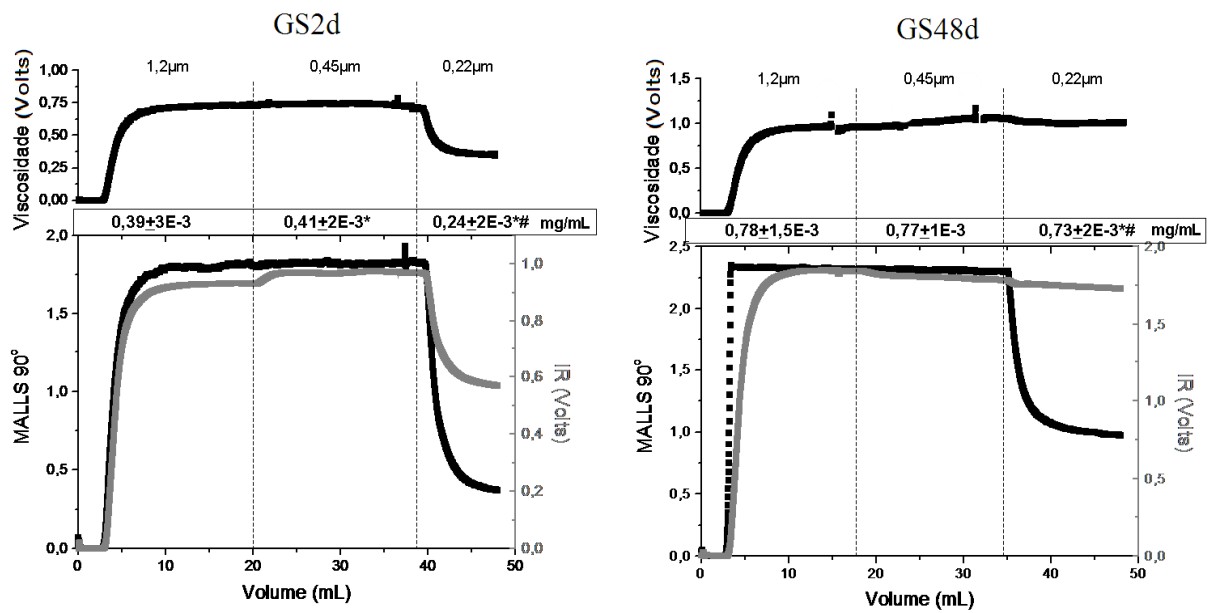 GS2d
1,2µm 0,45µm 0,22µm
Viscosidade (Volts)
1,00
0,75
0,50
0,25
0,00
0,39±3E-3 0,41±2E-3* 0,24±2E-3*# mg/mL
MALLS 90°
2,0
1,5
1,0
0,5
0,0
IR (Volts)
1,0
0,8
0,6
0,4
0,2
0,0
0 10 20 30 40 50
Volume (mL)
GS48d
1,2µm 0,45µm 0,22µm
Viscosidade (Volts)
1,5
1,0
0,5
0,0
0,78±1,5E-3 0,77±1E-3 0,73±2E-3*# mg/mL
MALLS 90°
2,5
2,0
1,5
1,0
0,5
0,0
IR (Volts)
2,0
1,5
1,0
0,5
0,0
0 10 20 30 40 50
Volume (mL)